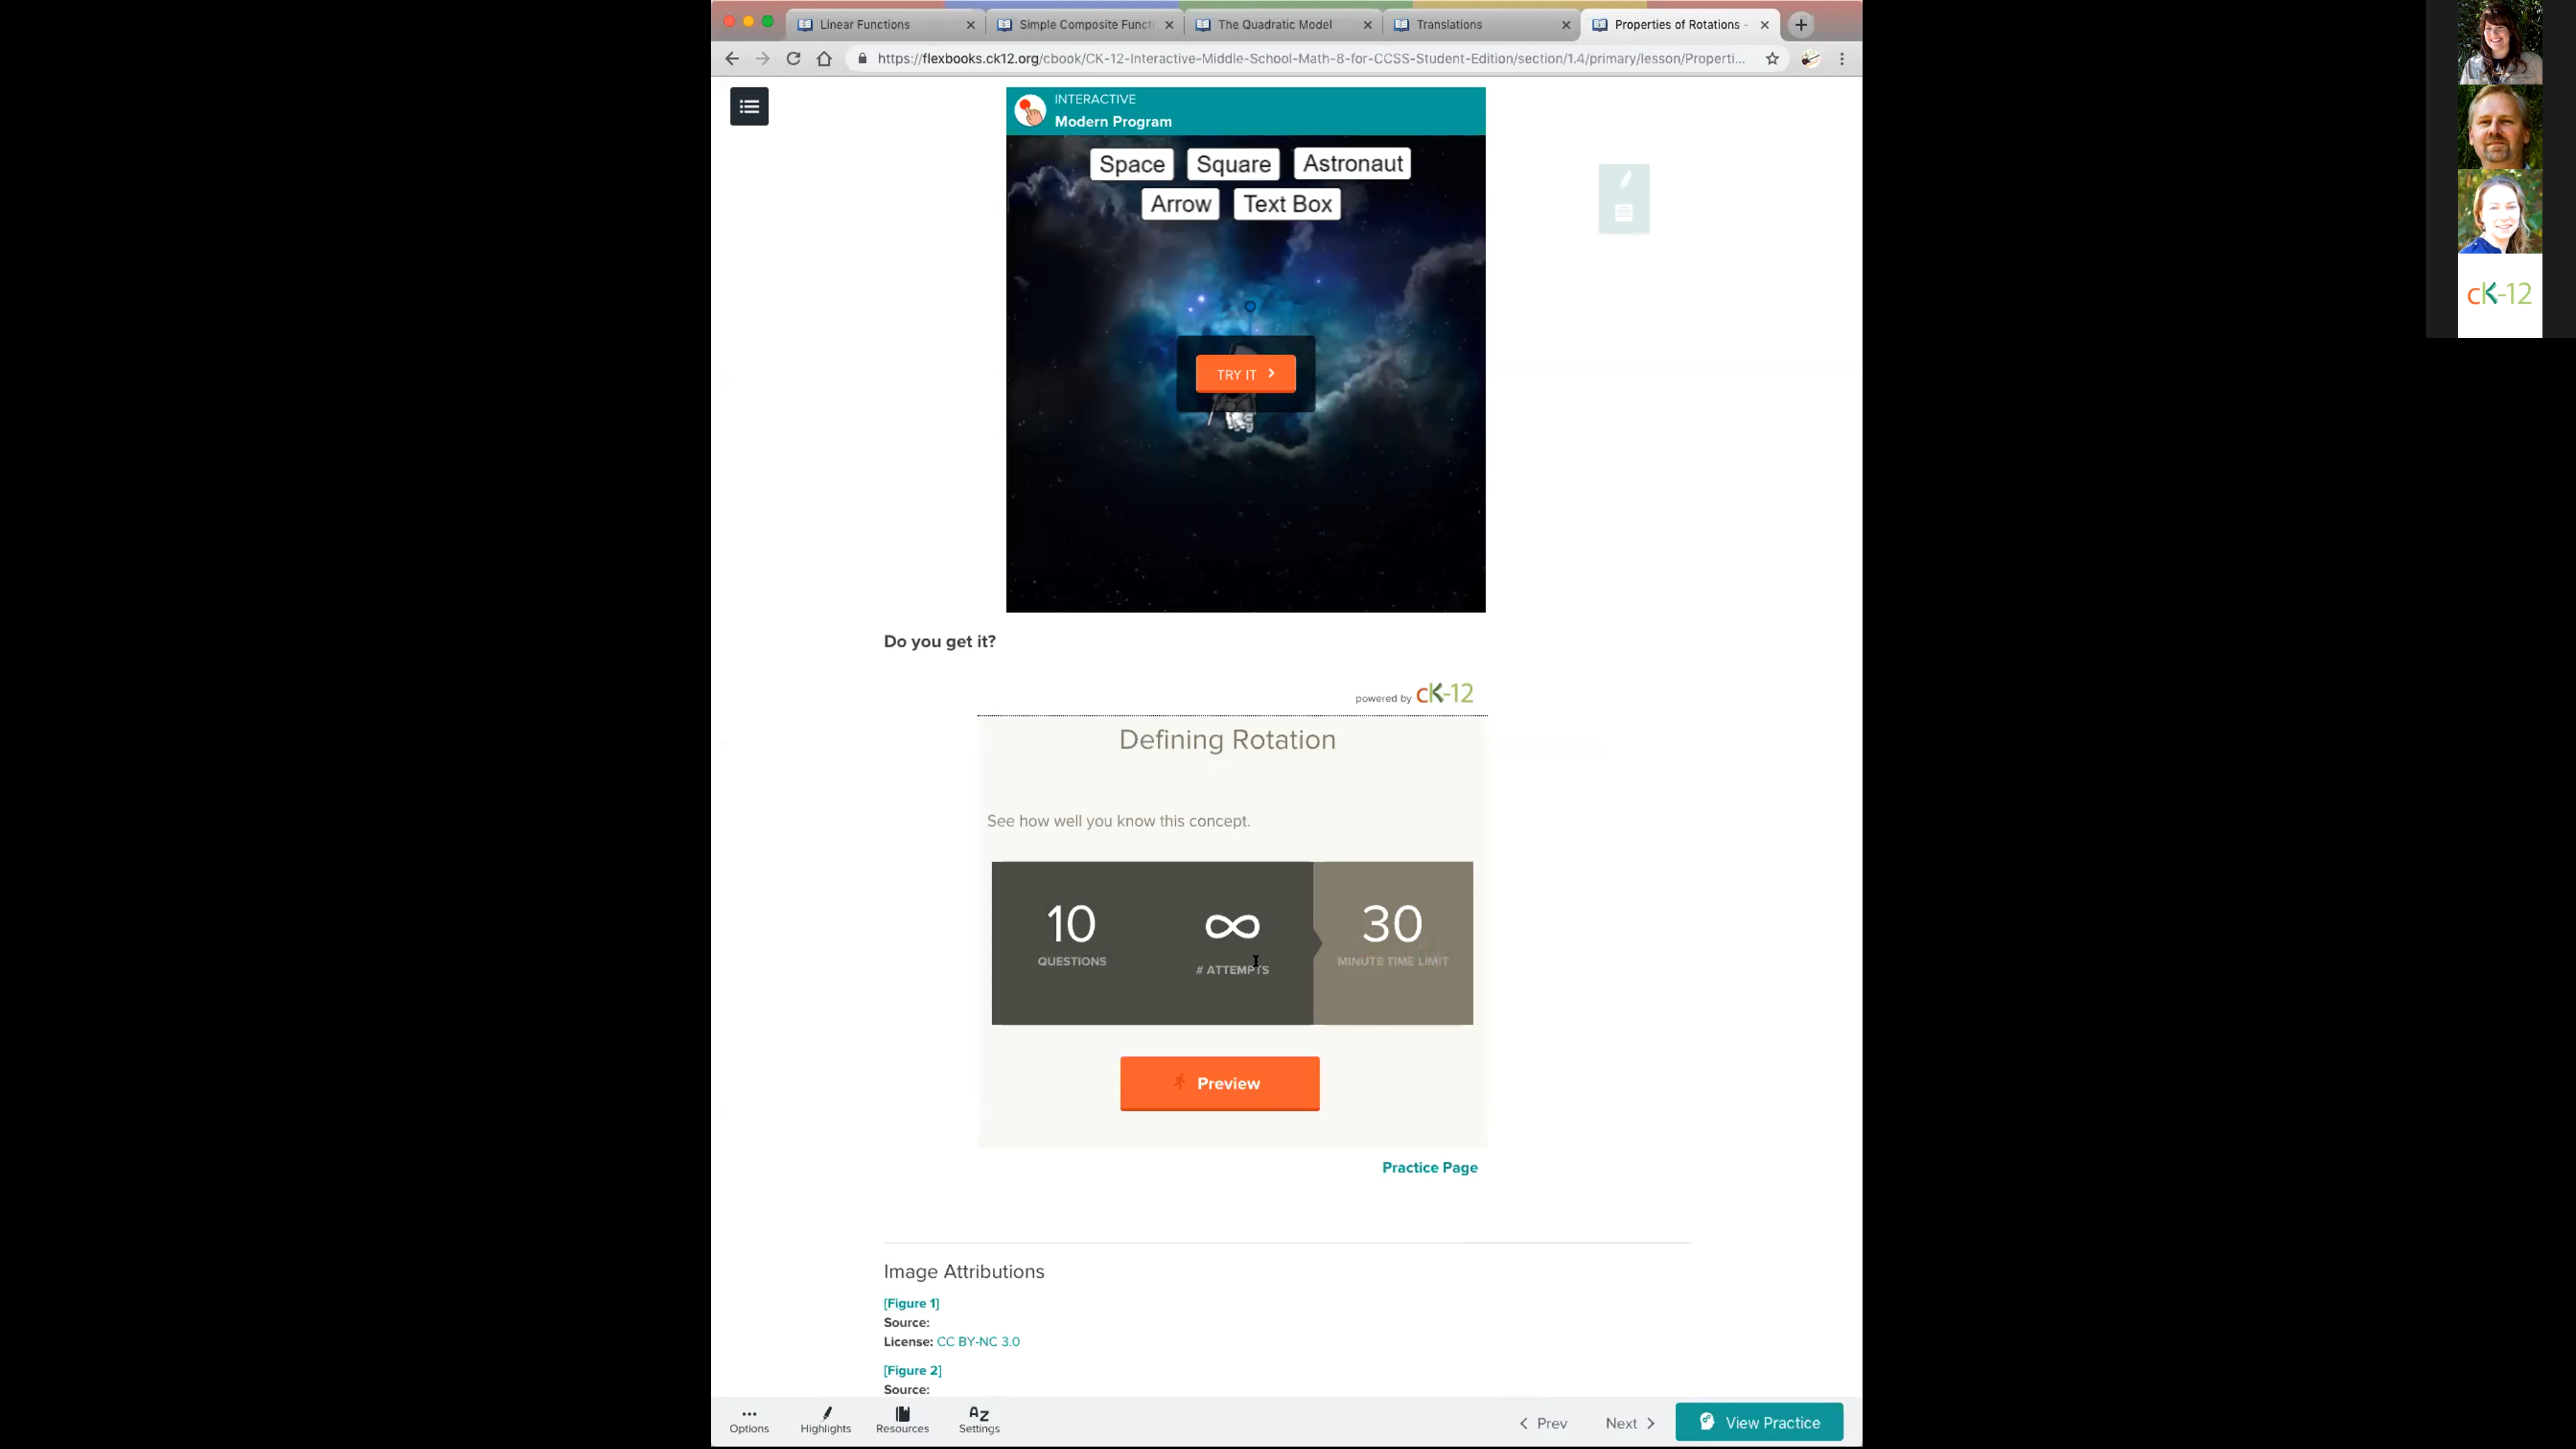 Linear Functions
Simple Composite Funct
The Quadratic Model
Translations
Properties of Rotations -
https://flexbooks.ck12.org/cbook/CK-12-Interactive-Middle-School-Math-8-for-CCSS-Student-Edition/section/1.4/primary/lesson/Properti...
INTERACTIVE
Modern Program
Space Square Astronaut
Arrow Text Box
TRY IT
Do you get it?
powered by cK-12
Defining Rotation
See how well you know this concept.
10 ∞ 30
QUESTIONS # ATTEMPTS MINUTE TIME LIMIT
Preview
Practice Page
Image Attributions
[Figure 1]
Source:
License: CC BY-NC 3.0
[Figure 2]
Source:
Options Highlights Resources Settings
Prev Next View Practice
cK-12